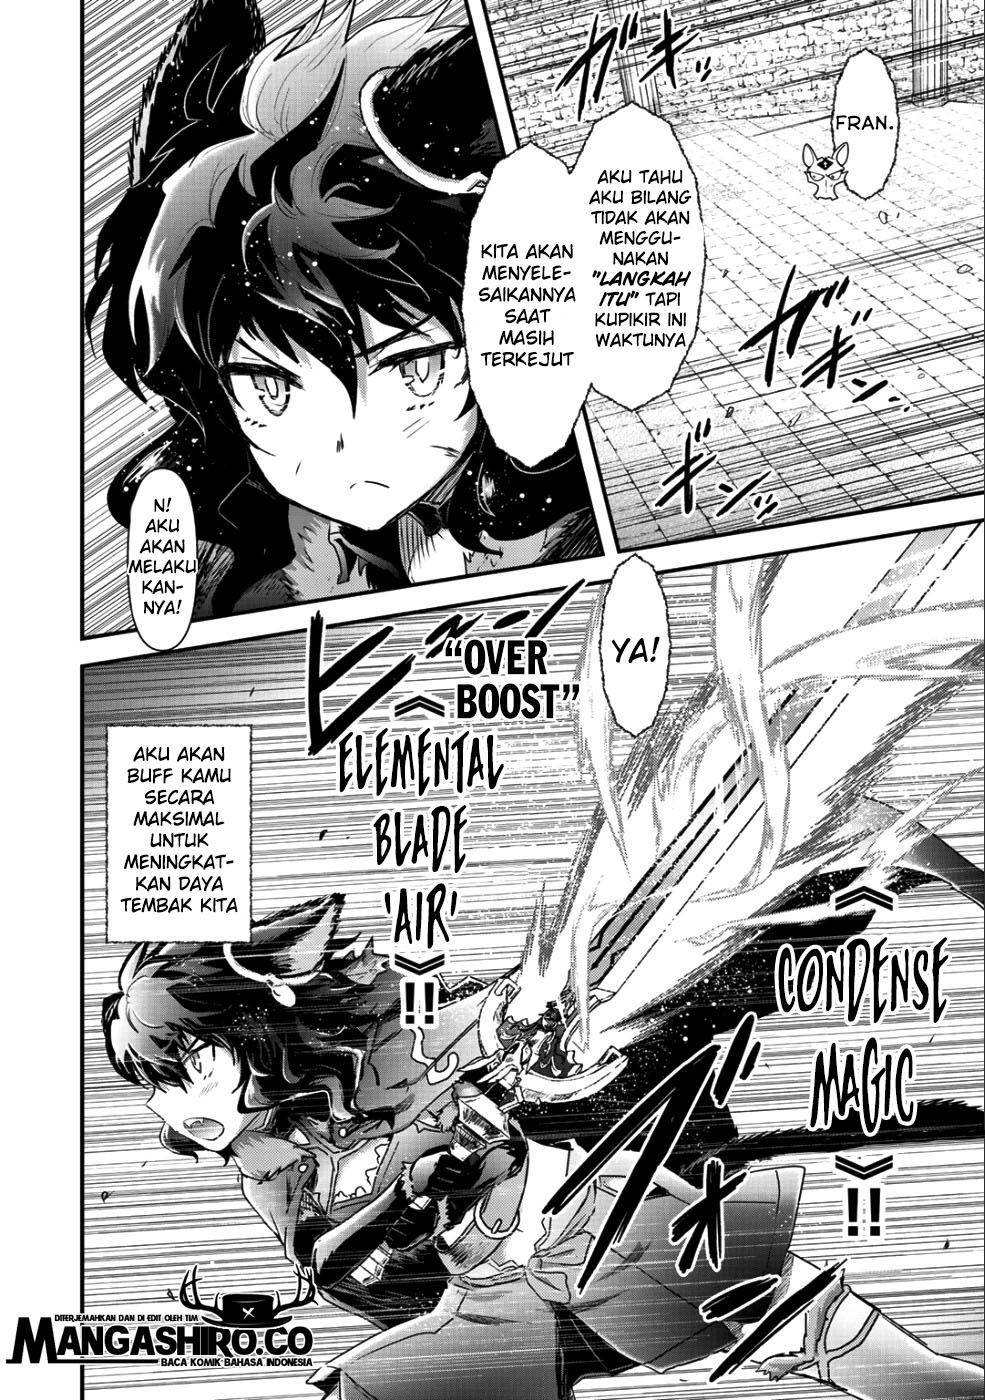 FRAN.
AKU TAHU
AKU BILANG
TIDAK AKAN
MENGGU-
NAKAN
"LANGKAH
ITU" TAPI
KUPIKIR INI
WAKTUNYA
KITA AKAN
MENYELE-
SAIKANNYA
SAAT
MASIH
TERKEJUT
N!
AKU
AKAN
MELAKU
KAN-
NYA!
YA!
"OVER
BOOST"
《
CONDENSE
MAGIC
》
!!
《
ELEMENTAL
BLADE
'AIR'
》
!!
AKU AKAN
BUFF KAMU
SECARA
MAKSIMAL
UNTUK
MENINGKAT-
KAN DAYA
TEMBAK KITA
DITERJEMAHKAN DAN DI EDIT OLEH TIM
MANGASHIRO.CO
BACA KOMIK BAHASA INDONESIA